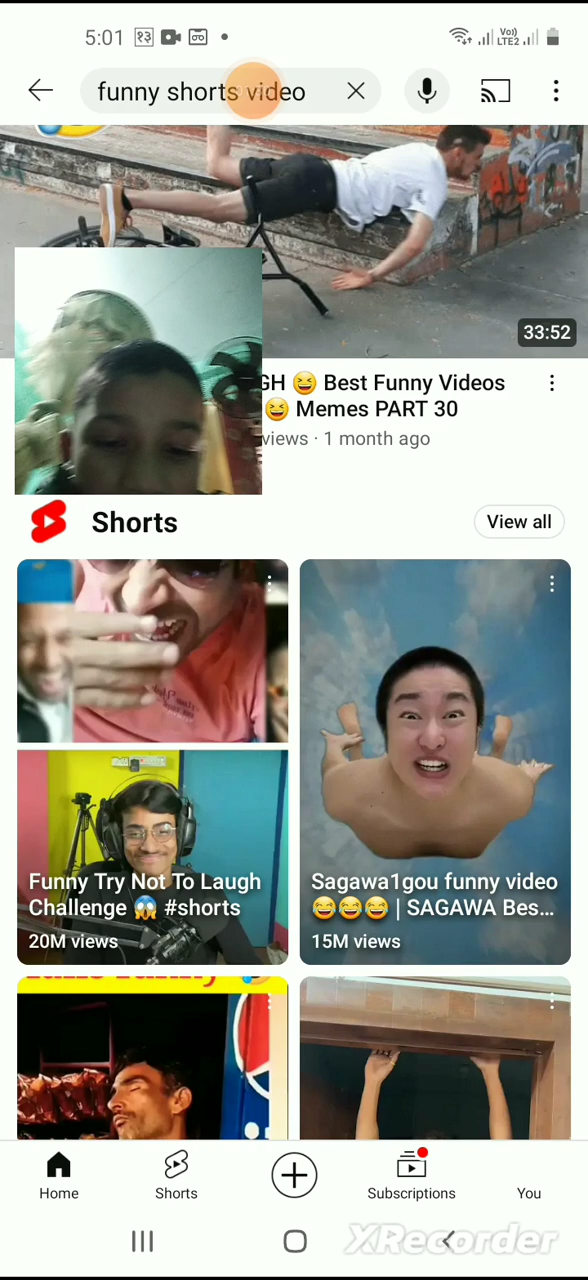 5:01 १३ Vo)) LTE2
funny shorts video
33:52
GH 😆 Best Funny Videos
😆 Memes PART 30
views · 1 month ago
Shorts
View all
Funny Try Not To Laugh
Challenge 😱 #shorts
20M views
Sagawa1gou funny video
😂😂😂 | SAGAWA Bes...
15M views
Home
Shorts
Subscriptions
You
XRecorder